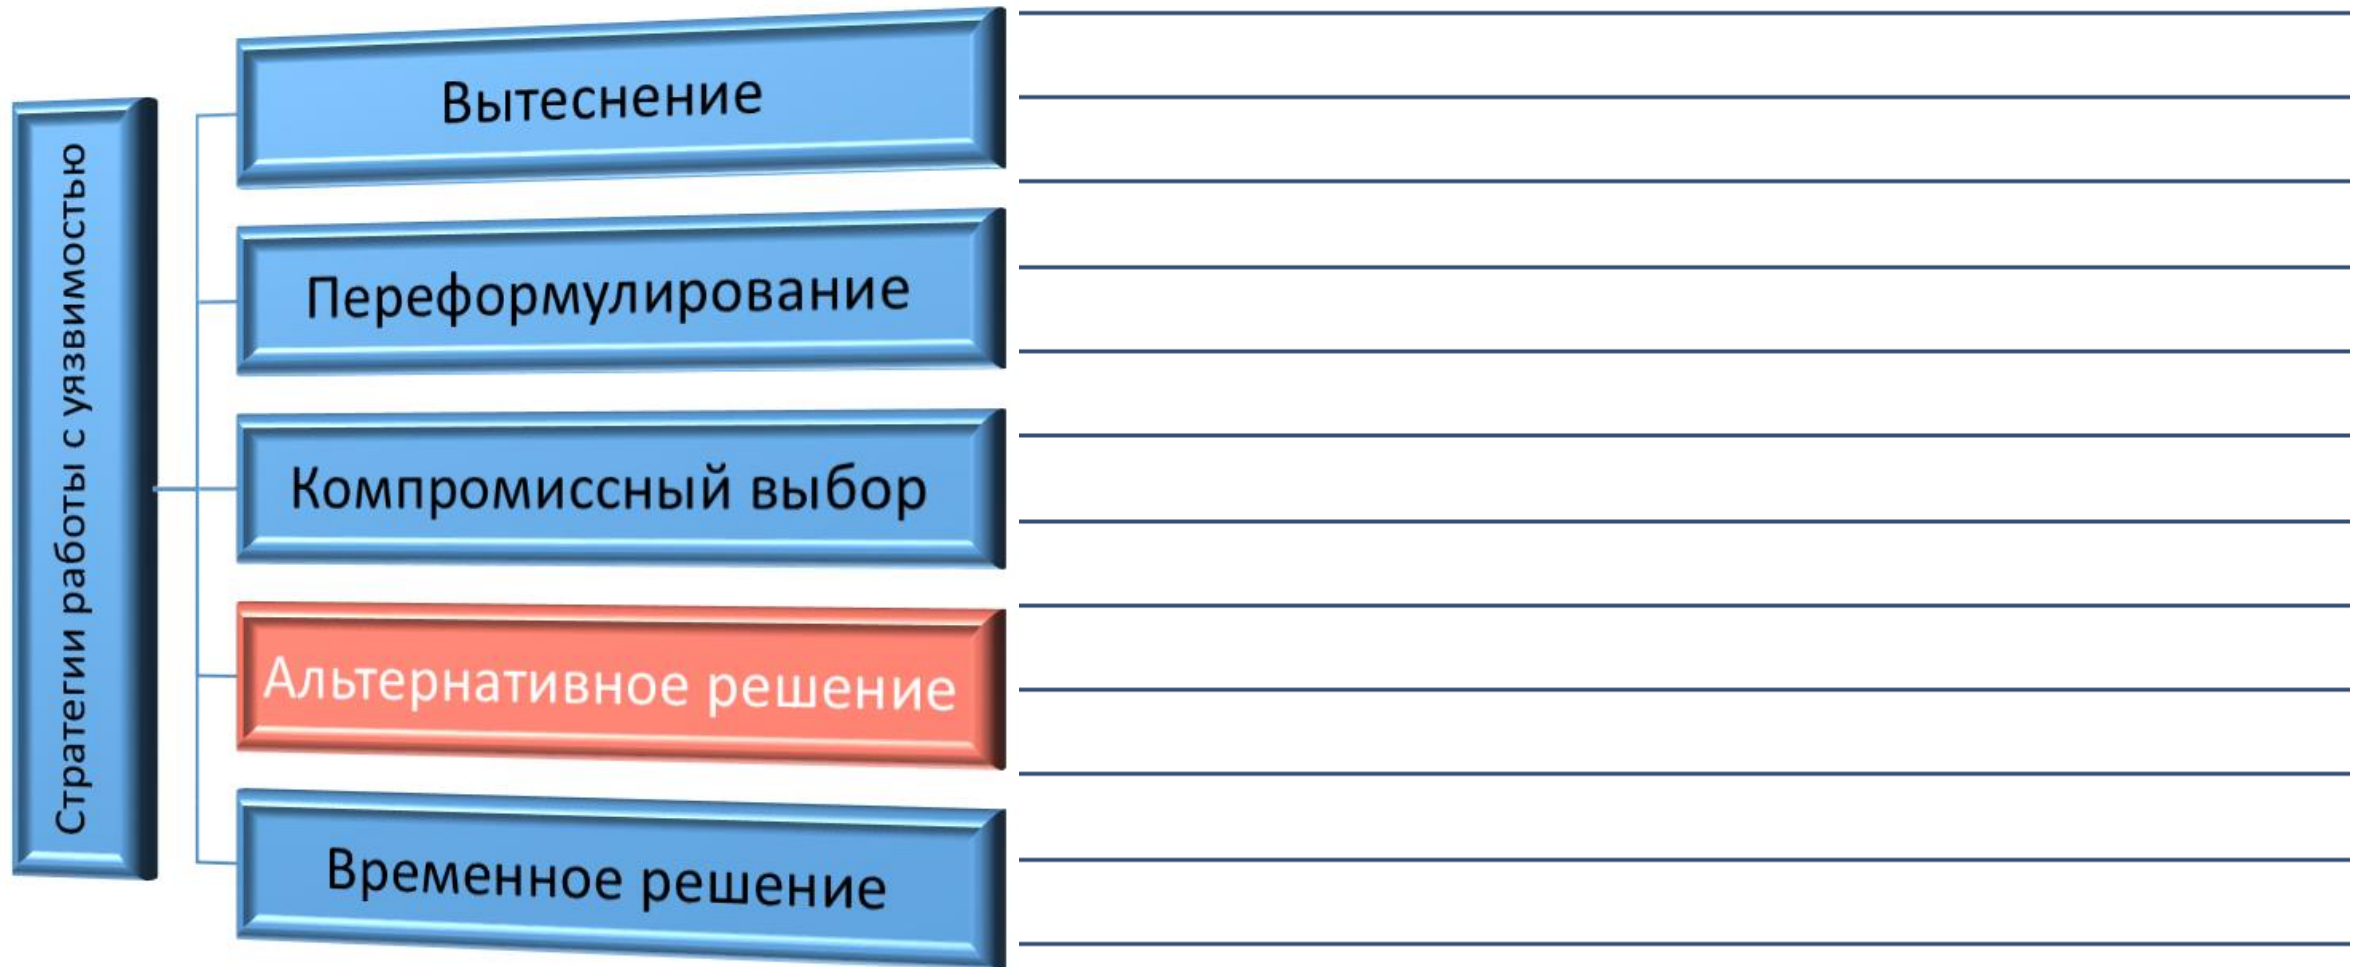 Стратегии работы с уязвимостью
Вытеснение
Переформулирование
Компромиссный выбор
Альтернативное решение
Временное решение